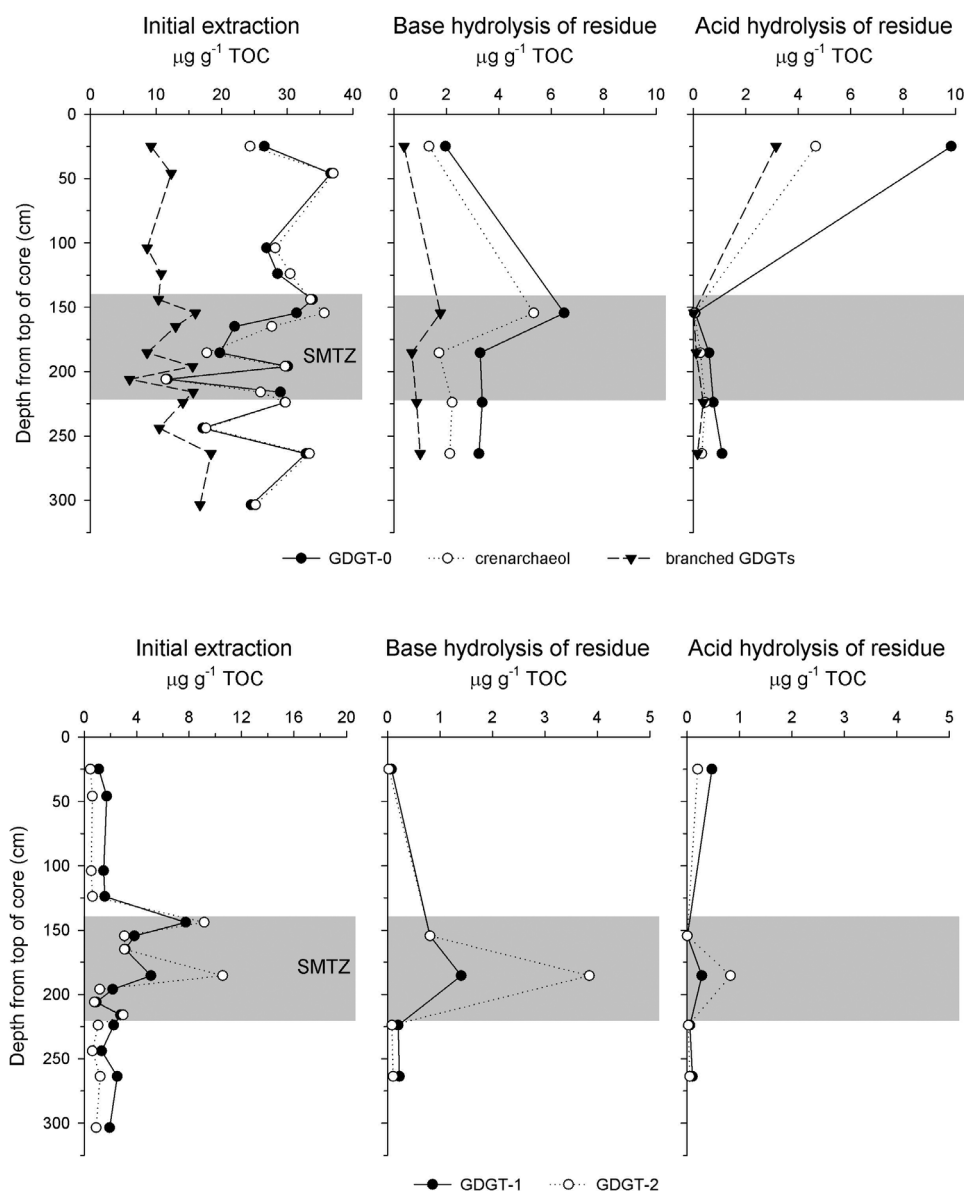 Initial extraction
µg g-1 TOC
0 10 20 30 40
Base hydrolysis of residue
µg g-1 TOC
0 2 4 6 8 10
Acid hydrolysis of residue
µg g-1 TOC
0 2 4 6 8 10
Depth from top of core (cm)
0
50
100
150
200
250
300
SMTZ
GDGT-0 crenarchaeol branched GDGTs
Initial extraction
µg g-1 TOC
0 4 8 12 16 20
Base hydrolysis of residue
µg g-1 TOC
0 1 2 3 4 5
Acid hydrolysis of residue
µg g-1 TOC
0 1 2 3 4 5
Depth from top of core (cm)
0
50
100
150
200
250
300
SMTZ
GDGT-1 GDGT-2